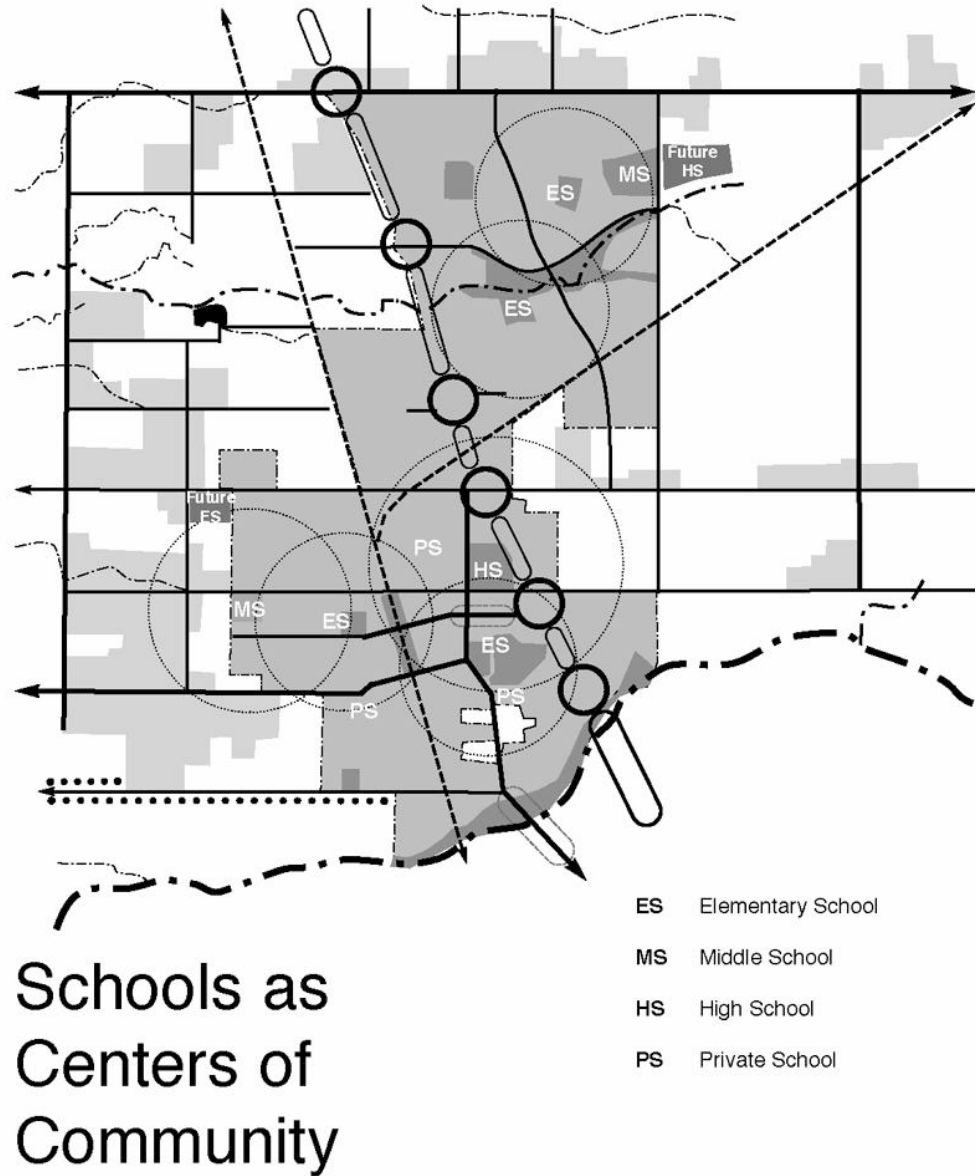 Future
HS
MS
ES
ES
Future
ES
PS
HS
MS
ES
ES
PS
PS
ES Elementary School
MS Middle School
HS High School
PS Private School
Schools as
Centers of
Community